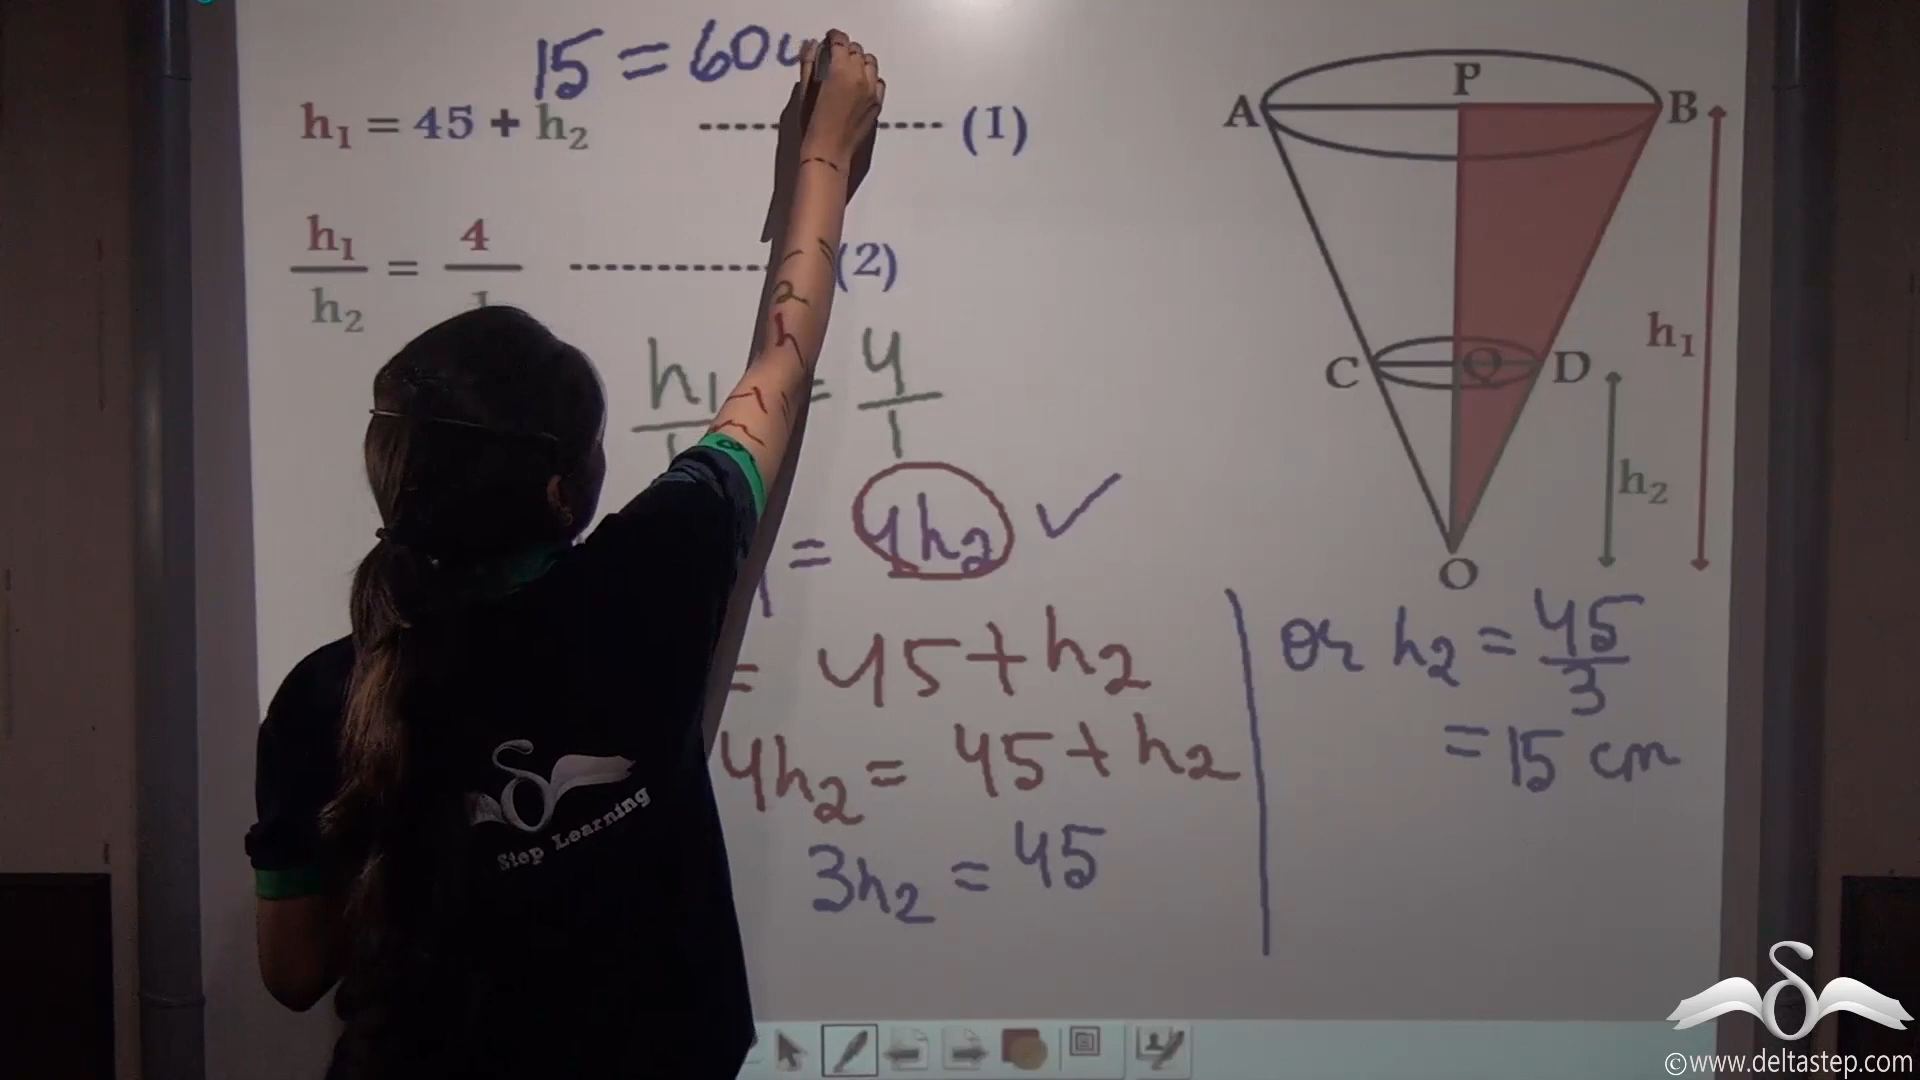 15 = 60
h₁ = 45 + h₂ ---------- (1)
h₁/h₂ = 4/ ---------- (2)
h₁ = 4/1
= 4h₂ ✓
= 45 + h₂
4h₂ = 45 + h₂
3h₂ = 45
or h₂ = 45/3
= 15 cm
A P B
C Q D
O
h₁
h₂
Step Learning
©www.deltastep.com